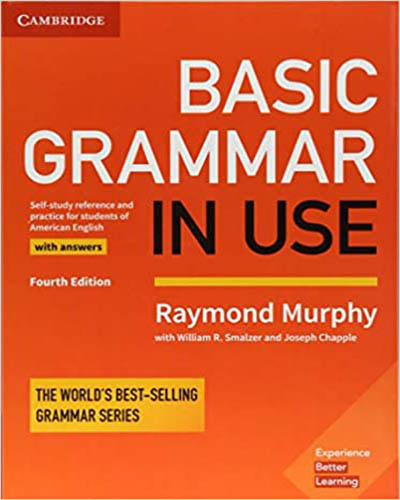 CAMBRIDGE
BASIC
GRAMMAR
IN USE
Self-study reference and
practice for students of
American English
with answers
Fourth Edition
Raymond Murphy
with William R. Smalzer and Joseph Chapple
THE WORLD'S BEST-SELLING
GRAMMAR SERIES
Experience
Better
Learning